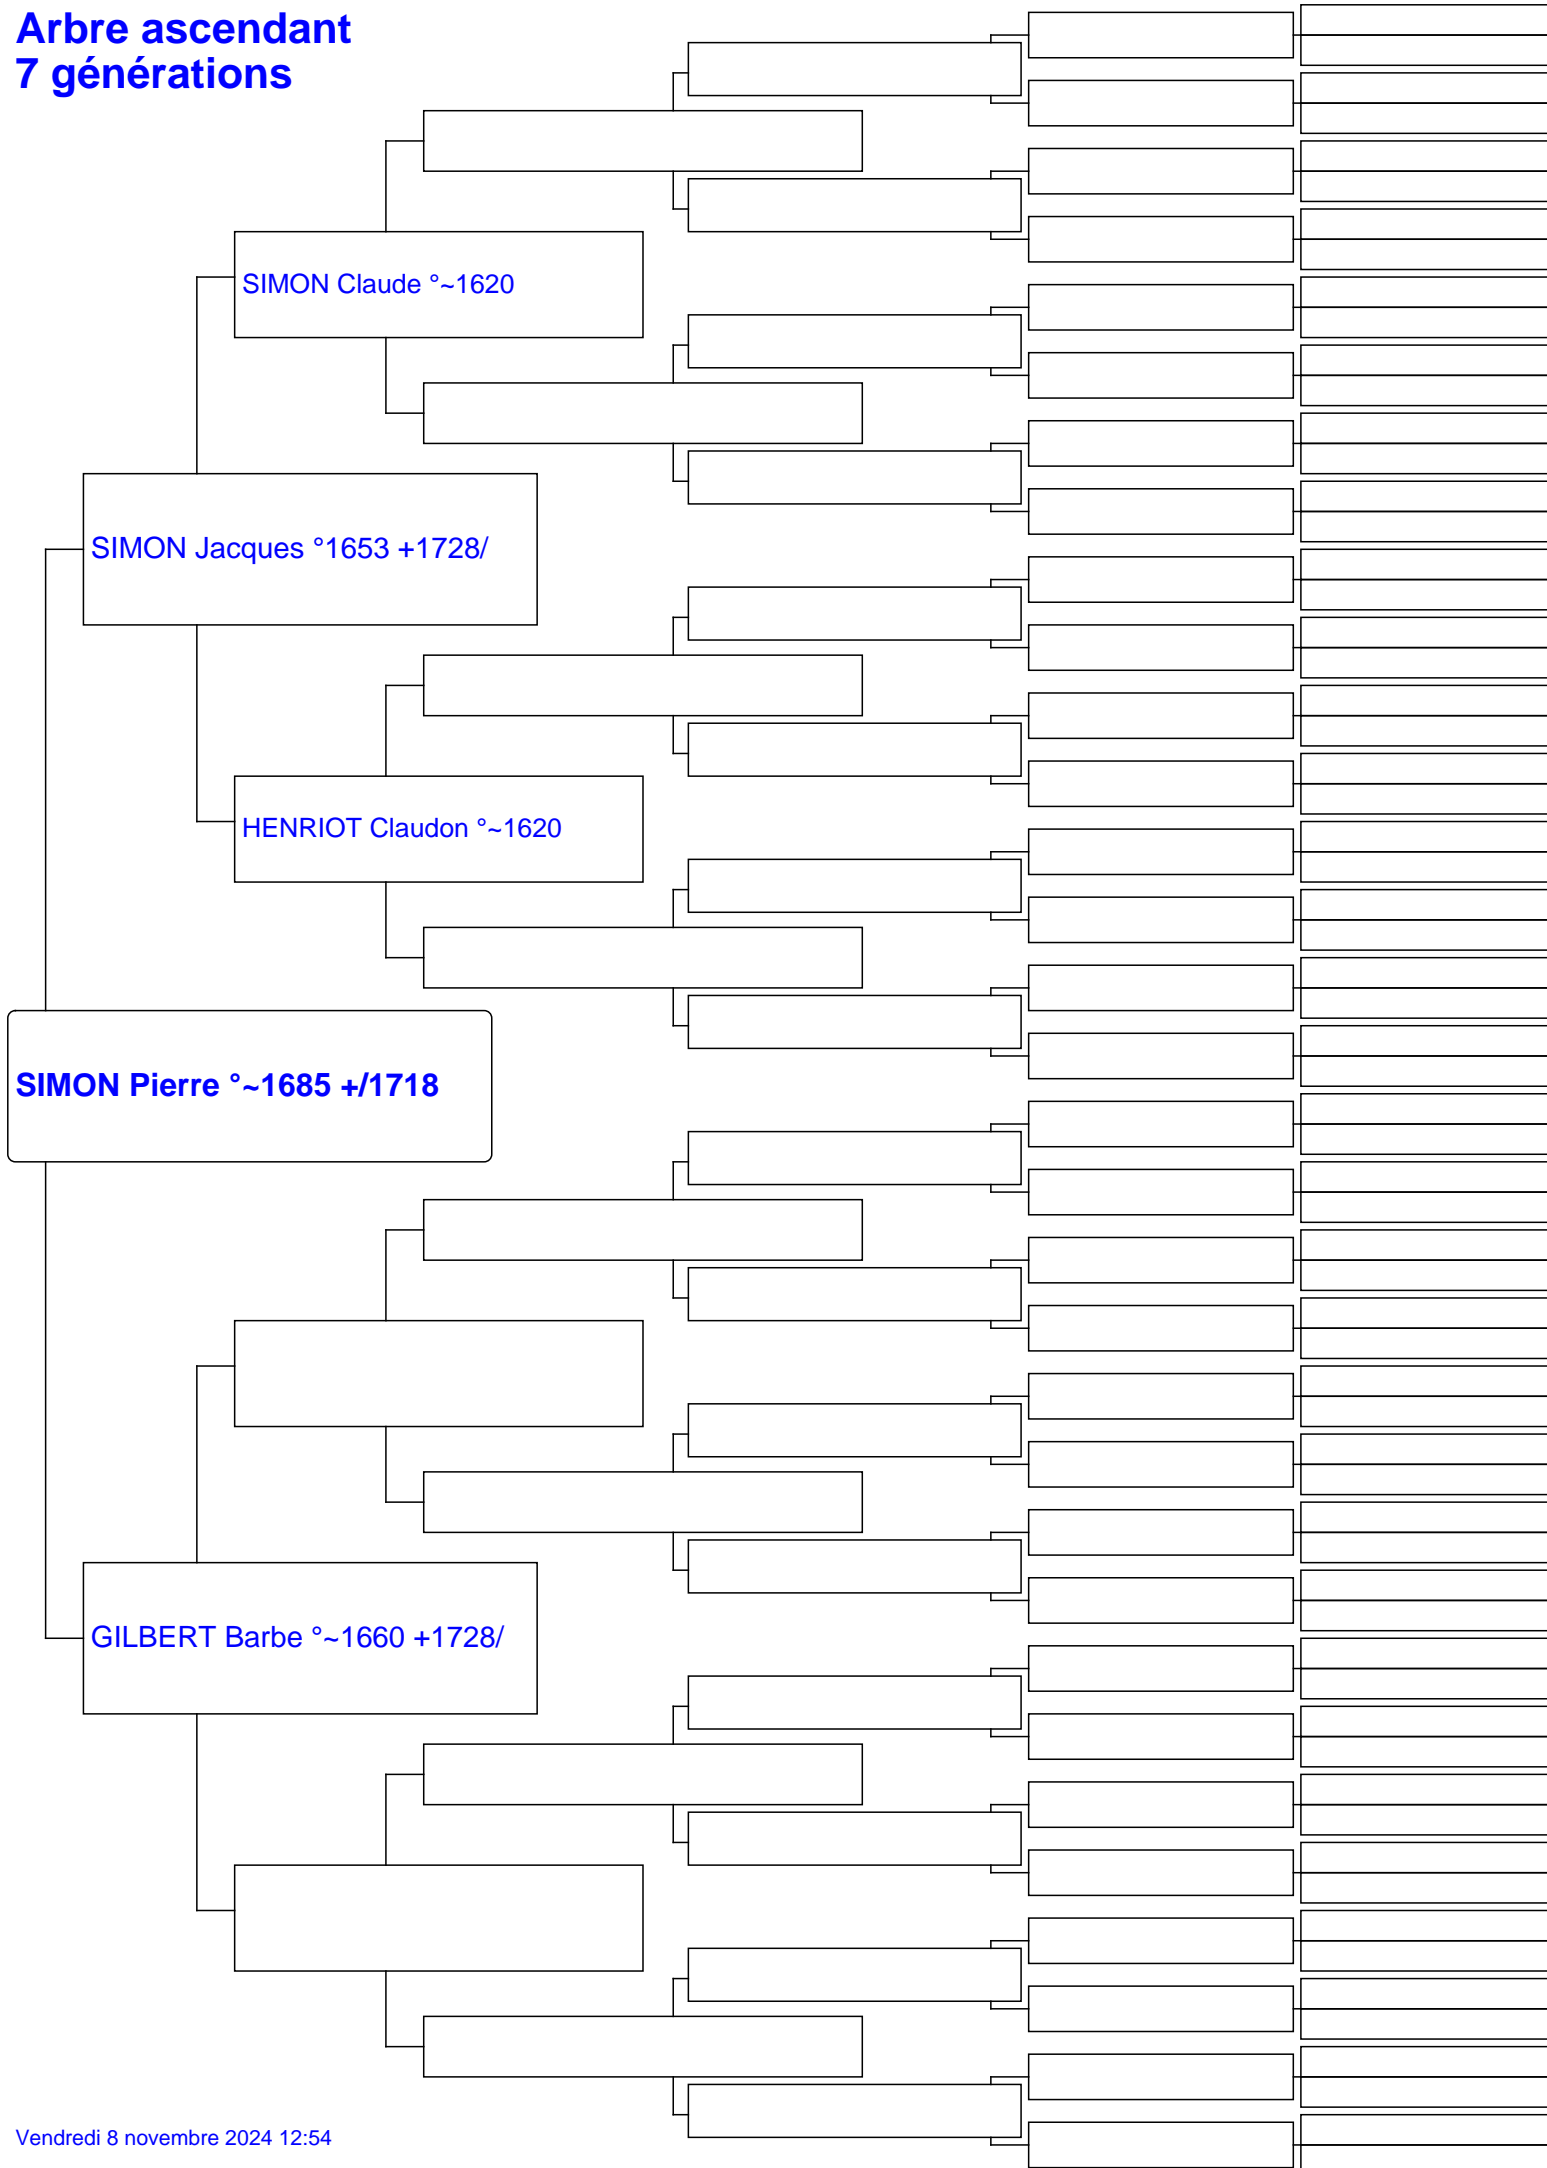 Arbre ascendant
7 générations
SIMON Claude °~1620
SIMON Jacques °1653 +1728/
HENRIOT Claudon °~1620
SIMON Pierre °~1685 +/1718
GILBERT Barbe °~1660 +1728/
Vendredi 8 novembre 2024 12:54